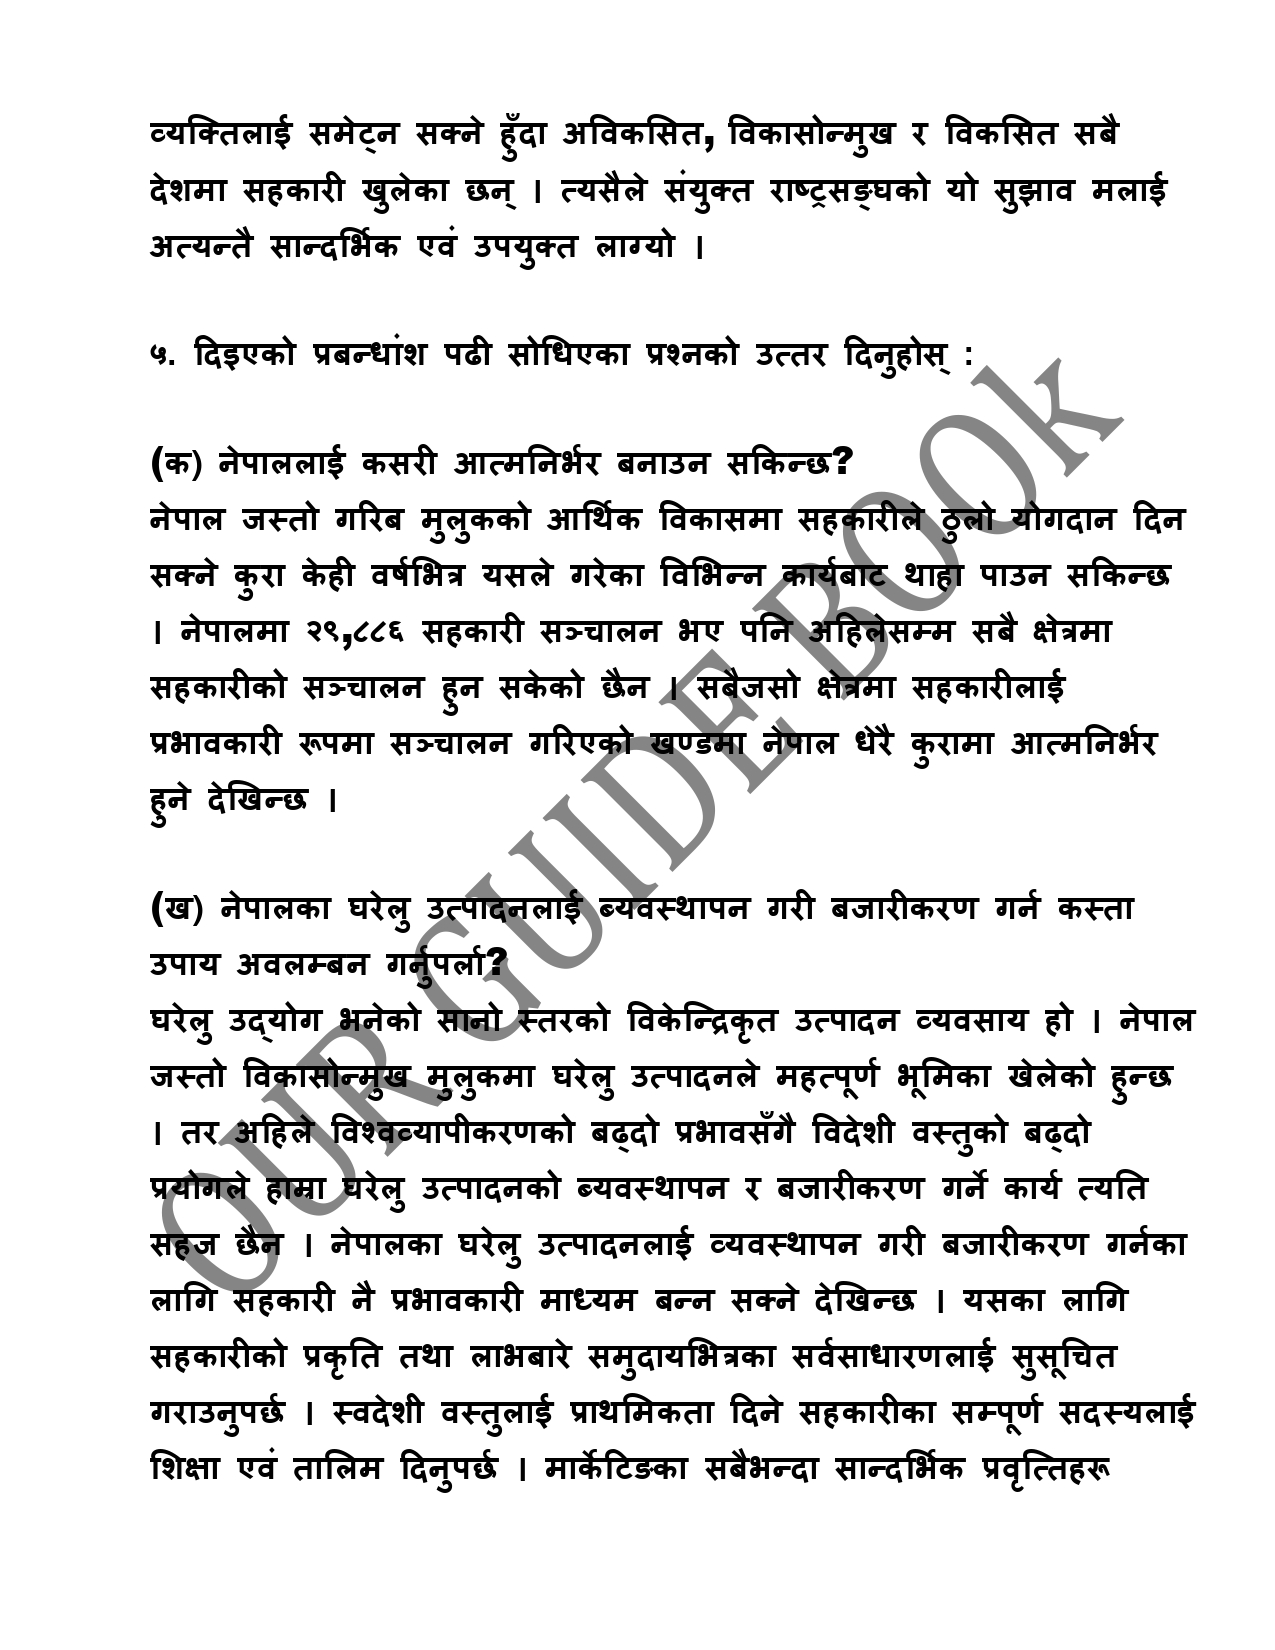 व्यक्तिलाई समेट्न सक्ने हुँदा अविकसित, विकासोन्मुख र विकसित सबै
देशमा सहकारी खुलेका छन् । त्यसैले संयुक्त राष्ट्रसङ्घको यो सुझाव मलाई
अत्यन्तै सान्दर्भिक एवं उपयुक्त लाग्यो ।
५. दिइएको प्रबन्धांश पढी सोधिएका प्रश्नको उत्तर दिनुहोस् :
(क) नेपाललाई कसरी आत्मनिर्भर बनाउन सकिन्छ?
नेपाल जस्तो गरिब मुलुकको आर्थिक विकासमा सहकारीले ठुलो योगदान दिन
सक्ने कुरा केही वर्षभित्र यसले गरेका विभिन्न कार्यबाट थाहा पाउन सकिन्छ
। नेपालमा २९,८८६ सहकारी सञ्चालन भए पनि अहिलेसम्म सबै क्षेत्रमा
सहकारीको सञ्चालन हुन सकेको छैन । सबैजसो क्षेत्रमा सहकारीलाई
प्रभावकारी रूपमा सञ्चालन गरिएको खण्डमा नेपाल धेरै कुरामा आत्मनिर्भर
हुने देखिन्छ ।
(ख) नेपालका घरेलु उत्पादनलाई ब्यवस्थापन गरी बजारीकरण गर्न कस्ता
उपाय अवलम्बन गर्नुपर्ला?
घरेलु उद्योग भनेको सानो स्तरको विकेन्द्रिकृत उत्पादन व्यवसाय हो । नेपाल
जस्तो विकासोन्मुख मुलुकमा घरेलु उत्पादनले महत्पूर्ण भूमिका खेलेको हुन्छ
। तर अहिले विश्वव्यापीकरणको बढ्दो प्रभावसँगै विदेशी वस्तुको बढ्दो
प्रयोगले हाम्रा घरेलु उत्पादनको ब्यवस्थापन र बजारीकरण गर्ने कार्य त्यति
सहज छैन । नेपालका घरेलु उत्पादनलाई व्यवस्थापन गरी बजारीकरण गर्नका
लागि सहकारी नै प्रभावकारी माध्यम बन्न सक्ने देखिन्छ । यसका लागि
सहकारीको प्रकृति तथा लाभबारे समुदायभित्रका सर्वसाधारणलाई सुसूचित
गराउनुपर्छ । स्वदेशी वस्तुलाई प्राथमिकता दिने सहकारीका सम्पूर्ण सदस्यलाई
शिक्षा एवं तालिम दिनुपर्छ । मार्केटिङका सबैभन्दा सान्दर्भिक प्रवृत्तिहरू
OUR GUIDE BOOk